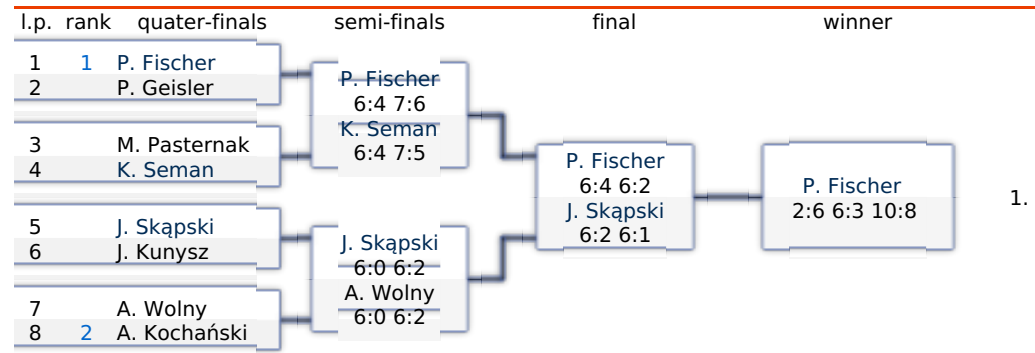 l.p. rank quater-finals semi-finals final winner
1 1 P. Fischer
2 P. Geisler
3 M. Pasternak
4 K. Seman
5 J. Skąpski
6 J. Kunysz
7 A. Wolny
8 2 A. Kochański
P. Fischer
6:4 7:6
K. Seman
6:4 7:5
J. Skąpski
6:0 6:2
A. Wolny
6:0 6:2
P. Fischer
6:4 6:2
J. Skąpski
6:2 6:1
P. Fischer
2:6 6:3 10:8
1.